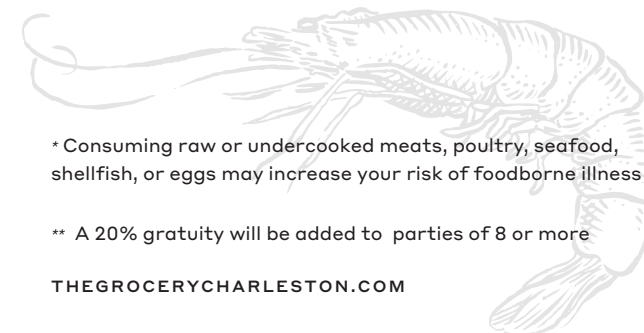 * Consuming raw or undercooked meats, poultry, seafood,
shellfish, or eggs may increase your risk of foodborne illness
** A 20% gratuity will be added to parties of 8 or more
THEGROCERYCHARLESTON.COM